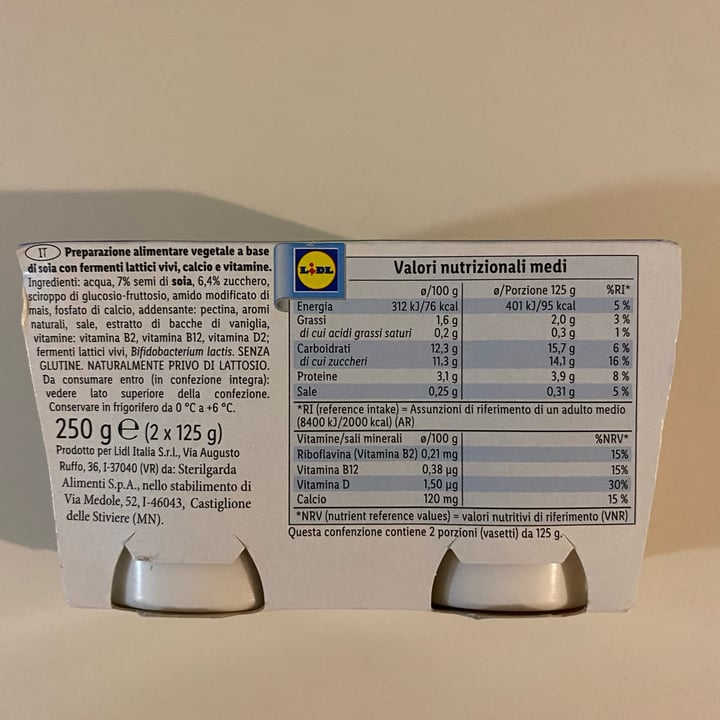 IT Preparazione alimentare vegetale a base
di soia con fermenti lattici vivi, calcio e vitamine.
Ingredienti: acqua, 7% semi di soia, 6,4% zucchero,
sciroppo di glucosio-fruttosio, amido modificato di
mais, fosfato di calcio, addensante: pectina, aromi
naturali, sale, estratto di bacche di vaniglia,
vitamine: vitamina B2, vitamina B12, vitamina D2;
fermenti lattici vivi, Bifidobacterium lactis. SENZA
GLUTINE. NATURALMENTE PRIVO DI LATTOSIO.
Da consumare entro (in confezione integra):
vedere lato superiore della confezione.
Conservare in frigorifero da 0 °C a +6 °C.
250 g e (2 x 125 g)
Prodotto per Lidl Italia S.r.l., Via Augusto
Ruffo, 36, I-37040 (VR) da: Sterilgarda
Alimenti S.p.A., nello stabilimento di
Via Medole, 52, I-46043, Castiglione
delle Stiviere (MN).
LIDL
Valori nutrizionali medi
ø/100 g ø/Porzione 125 g %RI*
Energia 312 kJ/76 kcal 401 kJ/95 kcal 5 %
Grassi 1,6 g 2,0 g 3 %
di cui acidi grassi saturi 0,2 g 0,3 g 1 %
Carboidrati 12,3 g 15,7 g 6 %
di cui zuccheri 11,3 g 14,1 g 16 %
Proteine 3,1 g 3,9 g 8 %
Sale 0,25 g 0,31 g 5 %
*RI (reference intake) = Assunzioni di riferimento di un adulto medio
(8400 kJ/2000 kcal) (AR)
Vitamine/sali minerali ø/100 g %NRV*
Riboflavina (Vitamina B2) 0,21 mg 15%
Vitamina B12 0,38 µg 15%
Vitamina D 1,50 µg 30%
Calcio 120 mg 15 %
*NRV (nutrient reference values) = valori nutritivi di riferimento (VNR)
Questa confenzione contiene 2 porzioni (vasetti) da 125 g.